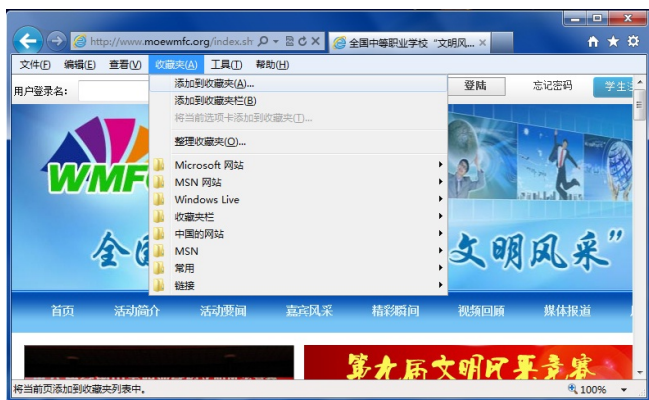 http://www.moewmfc.org/index.sh
全国中等职业学校“文明风... ×
文件(F) 编辑(E) 查看(V) 收藏夹(A) 工具(T) 帮助(H)
用户登录名:
登陆 忘记密码 学生
添加到收藏夹(A)...
添加到收藏夹栏(B)
将当前选项卡添加到收藏夹(T)...
整理收藏夹(O)...
Microsoft 网站
MSN 网站
Windows Live
收藏夹栏
中国的网站
MSN
常用
链接
WMF
全 文明风采”
首页 活动简介 活动要闻 嘉宾风采 精彩瞬间 视频回顾 媒体报道
第九届文明风采竞赛
将当前页添加到收藏夹列表中。
100%